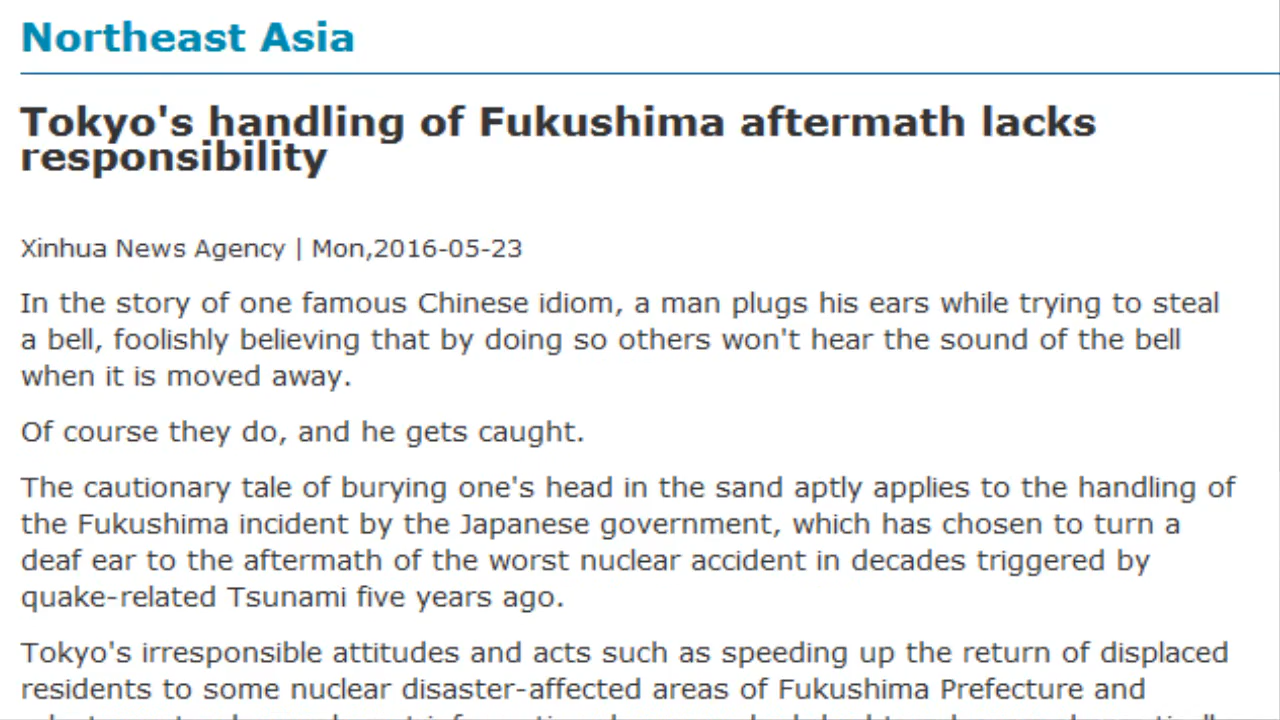 Northeast Asia
Tokyo's handling of Fukushima aftermath lacks
responsibility
Xinhua News Agency | Mon,2016-05-23
In the story of one famous Chinese idiom, a man plugs his ears while trying to steal
a bell, foolishly believing that by doing so others won't hear the sound of the bell
when it is moved away.
Of course they do, and he gets caught.
The cautionary tale of burying one's head in the sand aptly applies to the handling of
the Fukushima incident by the Japanese government, which has chosen to turn a
deaf ear to the aftermath of the worst nuclear accident in decades triggered by
quake-related Tsunami five years ago.
Tokyo's irresponsible attitudes and acts such as speeding up the return of displaced
residents to some nuclear disaster-affected areas of Fukushima Prefecture and